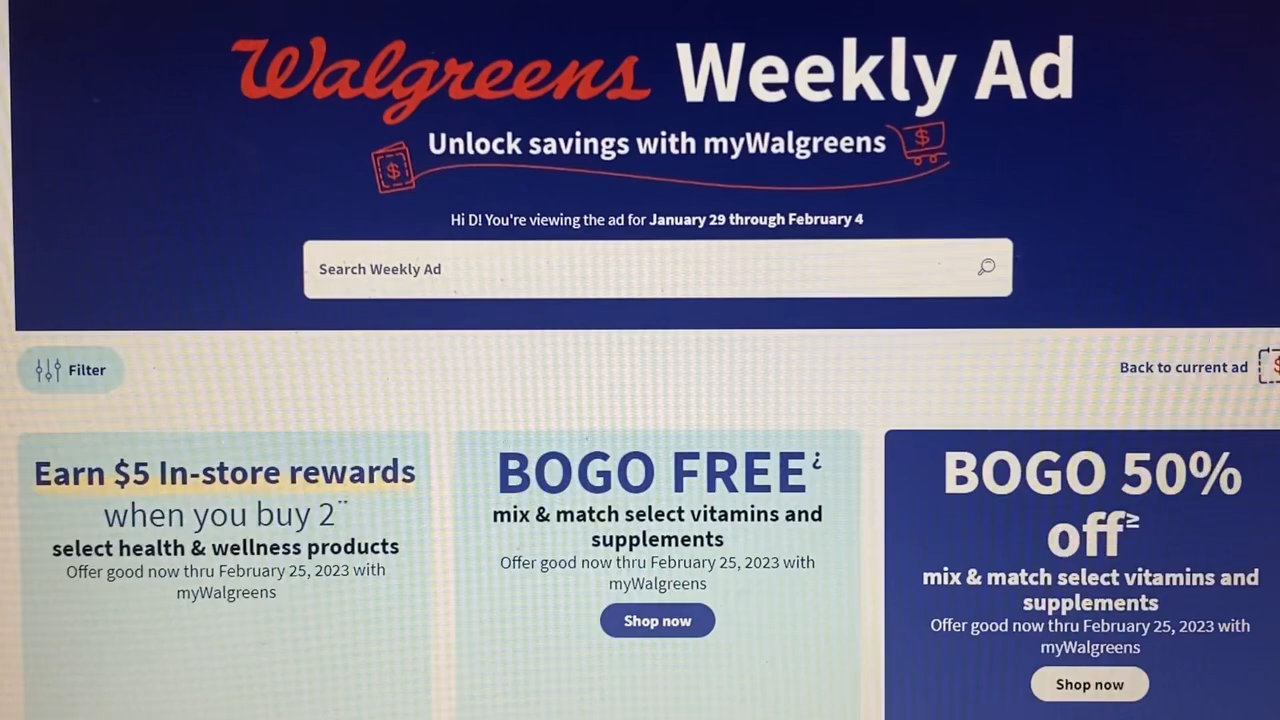 Walgreens Weekly Ad
Unlock savings with myWalgreens
$
$
Hi D! You're viewing the ad for January 29 through February 4
Search Weekly Ad
Filter
Back to current ad
$
Earn $5 In-store rewards
when you buy 2¨
select health & wellness products
Offer good now thru February 25, 2023 with
myWalgreens
BOGO FREE¿
mix & match select vitamins and
supplements
Offer good now thru February 25, 2023 with
myWalgreens
Shop now
BOGO 50%
off≥
mix & match select vitamins and
supplements
Offer good now thru February 25, 2023 with
myWalgreens
Shop now